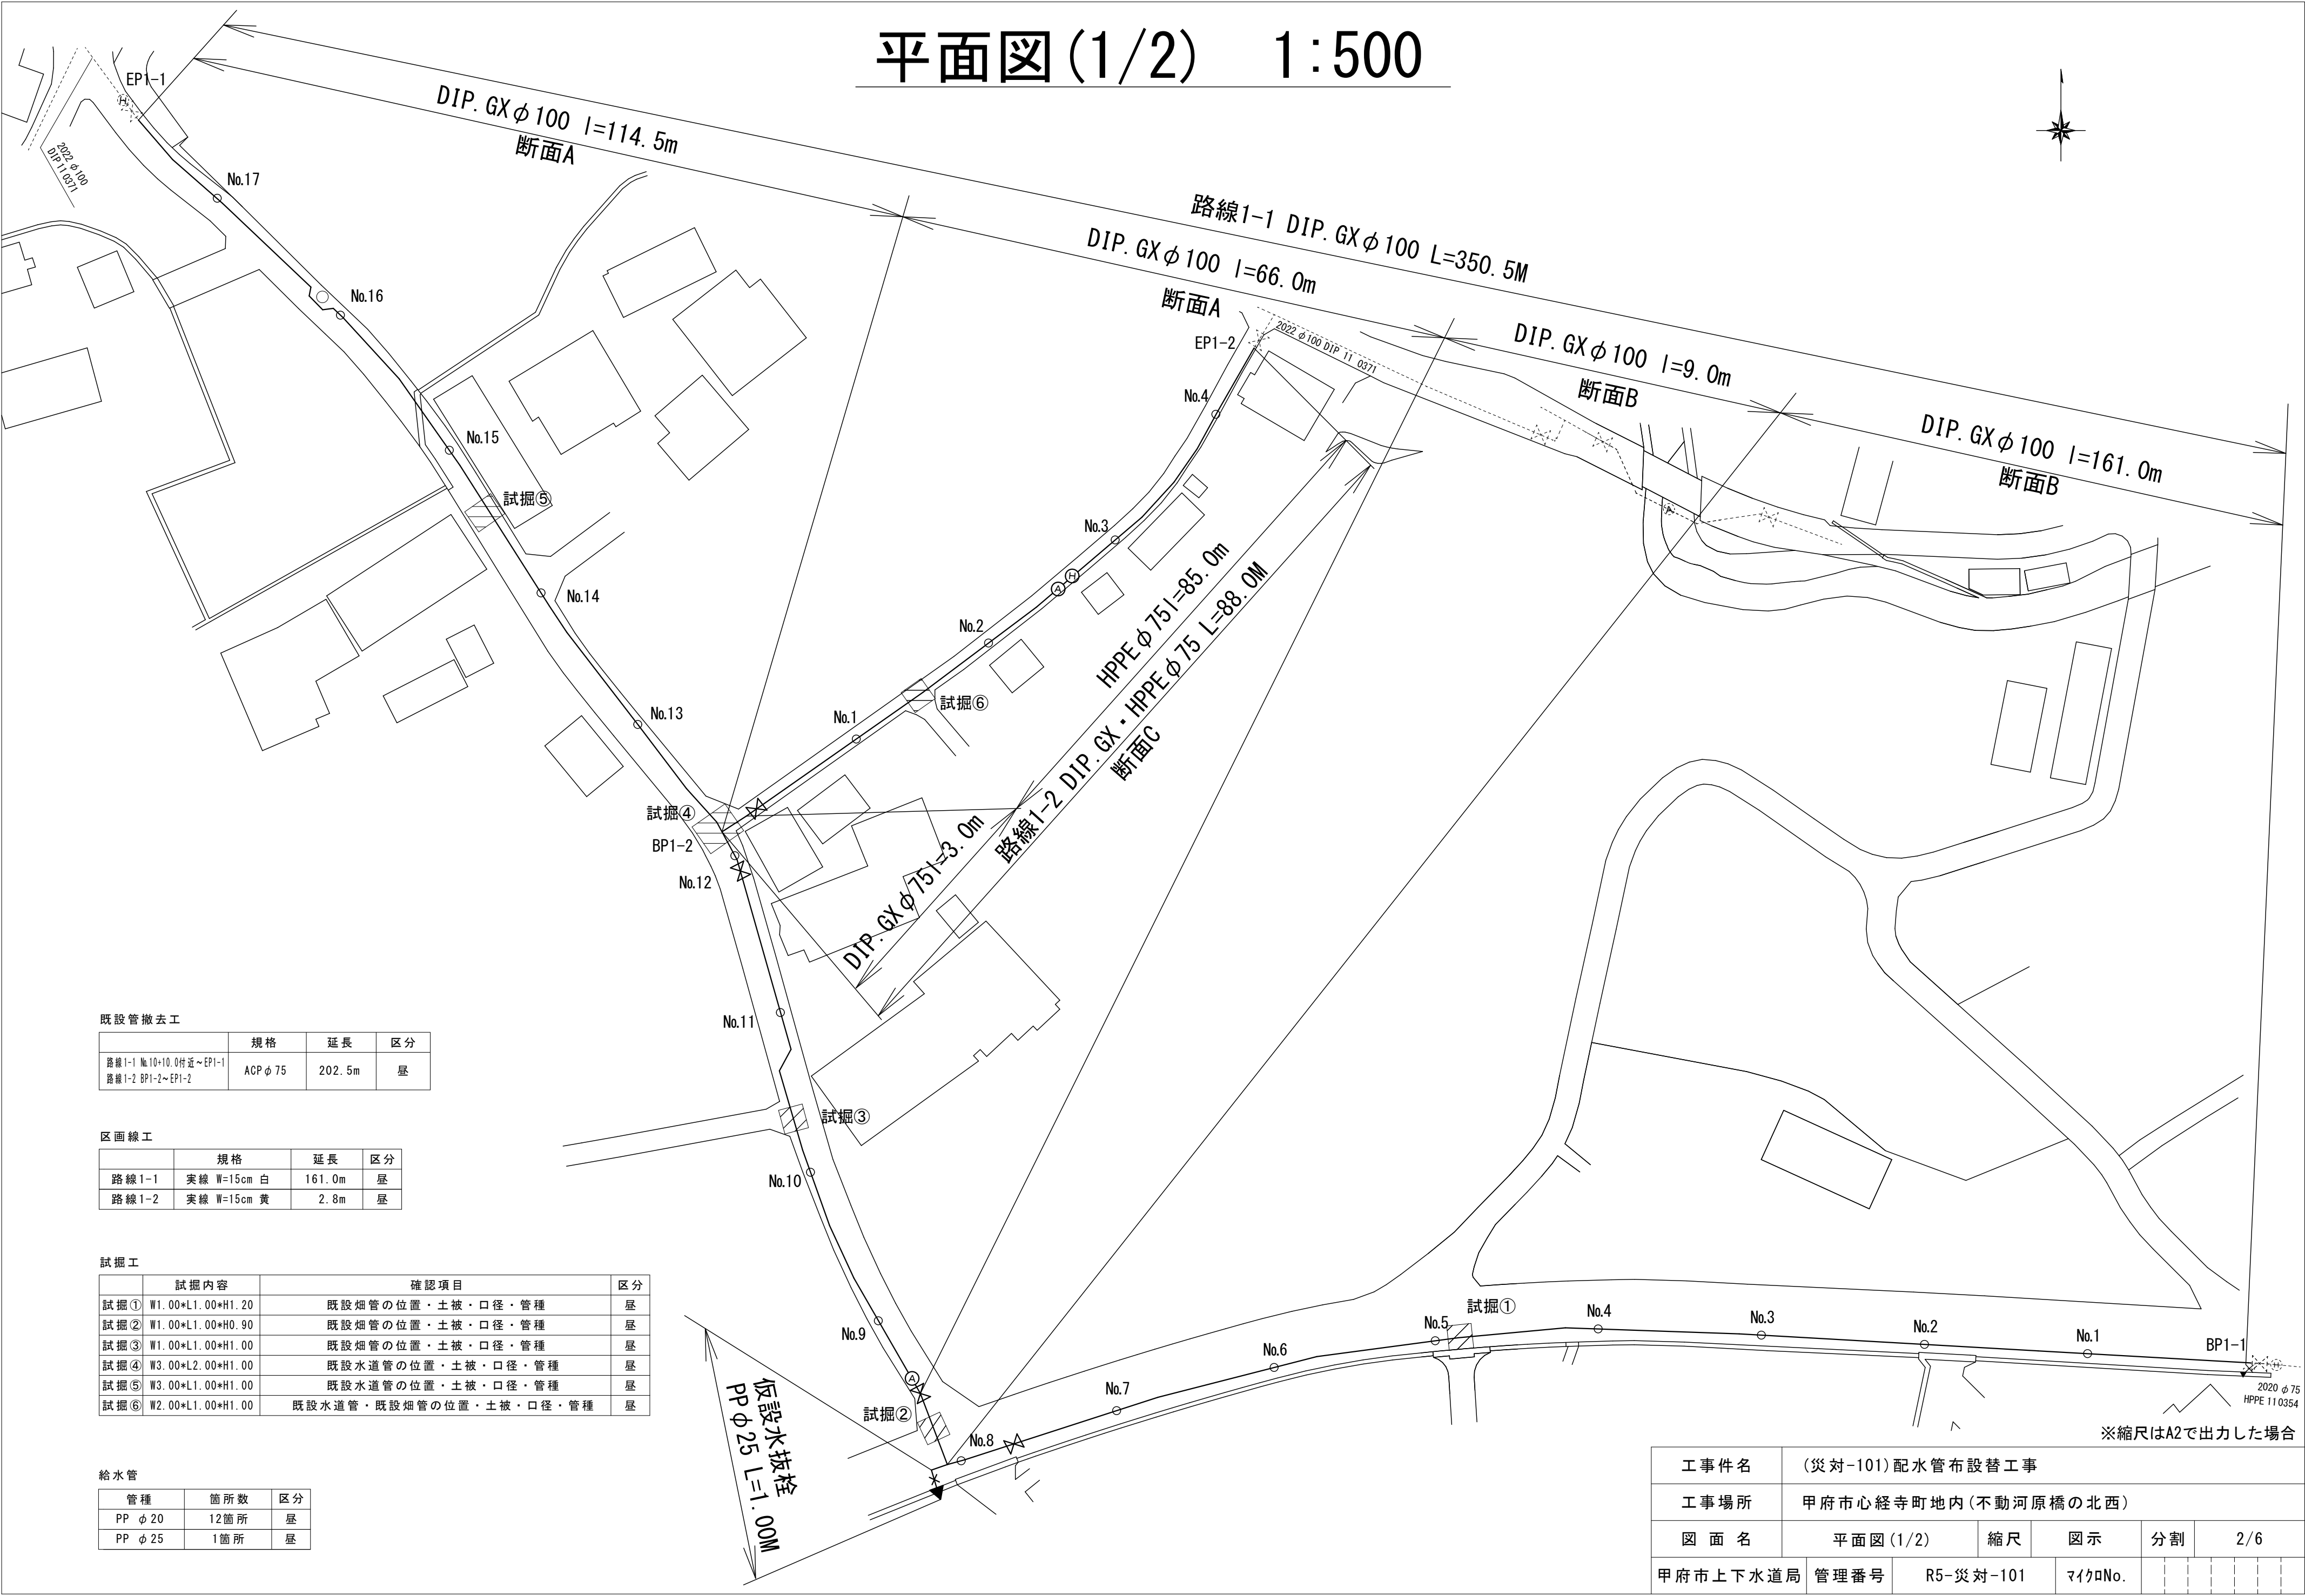 平面図(1/2) 1:500
EP1-1
DIP.GXφ100 l=114.5m
断面A
2022 φ100
DIP 11 0371
No.17
路線1-1 DIP.GXφ100 L=350.5M
DIP.GXφ100 l=66.0m
断面A
No.16
EP1-2
2022 φ100 DIP 11 0371
DIP.GXφ100 l=9.0m
断面B
DIP.GXφ100 l=161.0m
断面B
No.4
No.15
試掘⑤
No.3
A
H
No.14
No.2
HPPEφ75 l=85.0m
路線1-2 DIP.GX・HPPEφ75 L=88.0M
断面C
試掘⑥
No.13
No.1
試掘④
BP1-2
DIP.GXφ75 l=3.0m
No.12
No.11
試掘③
No.10
No.9
A
試掘②
No.8
No.7
No.6
No.5
試掘①
No.4
No.3
No.2
No.1
BP1-1
H
2020 φ75
HPPE 11 0354
仮設水抜栓
PPφ25 L=1.00M
既設管撤去工
規格 延長 区分
路線1-1 №10+10.0付近～EP1-1
路線1-2 BP1-2～EP1-2
ACPφ75 202.5m 昼
区画線工
規格 延長 区分
路線1-1 実線 W=15cm 白 161.0m 昼
路線1-2 実線 W=15cm 黄 2.8m 昼
試掘工
試掘内容 確認項目 区分
試掘① W1.00*L1.00*H1.20 既設畑管の位置・土被・口径・管種 昼
試掘② W1.00*L1.00*H0.90 既設畑管の位置・土被・口径・管種 昼
試掘③ W1.00*L1.00*H1.00 既設畑管の位置・土被・口径・管種 昼
試掘④ W3.00*L2.00*H1.00 既設水道管の位置・土被・口径・管種 昼
試掘⑤ W3.00*L1.00*H1.00 既設水道管の位置・土被・口径・管種 昼
試掘⑥ W2.00*L1.00*H1.00 既設水道管・既設畑管の位置・土被・口径・管種 昼
給水管
管種 箇所数 区分
PP φ20 12箇所 昼
PP φ25 1箇所 昼
※縮尺はA2で出力した場合
工事件名 (災対-101)配水管布設替工事
工事場所 甲府市心経寺町地内(不動河原橋の北西)
図面名 平面図(1/2) 縮尺 図示 分割 2/6
甲府市上下水道局 管理番号 R5-災対-101 ﾏｲｸﾛNo.